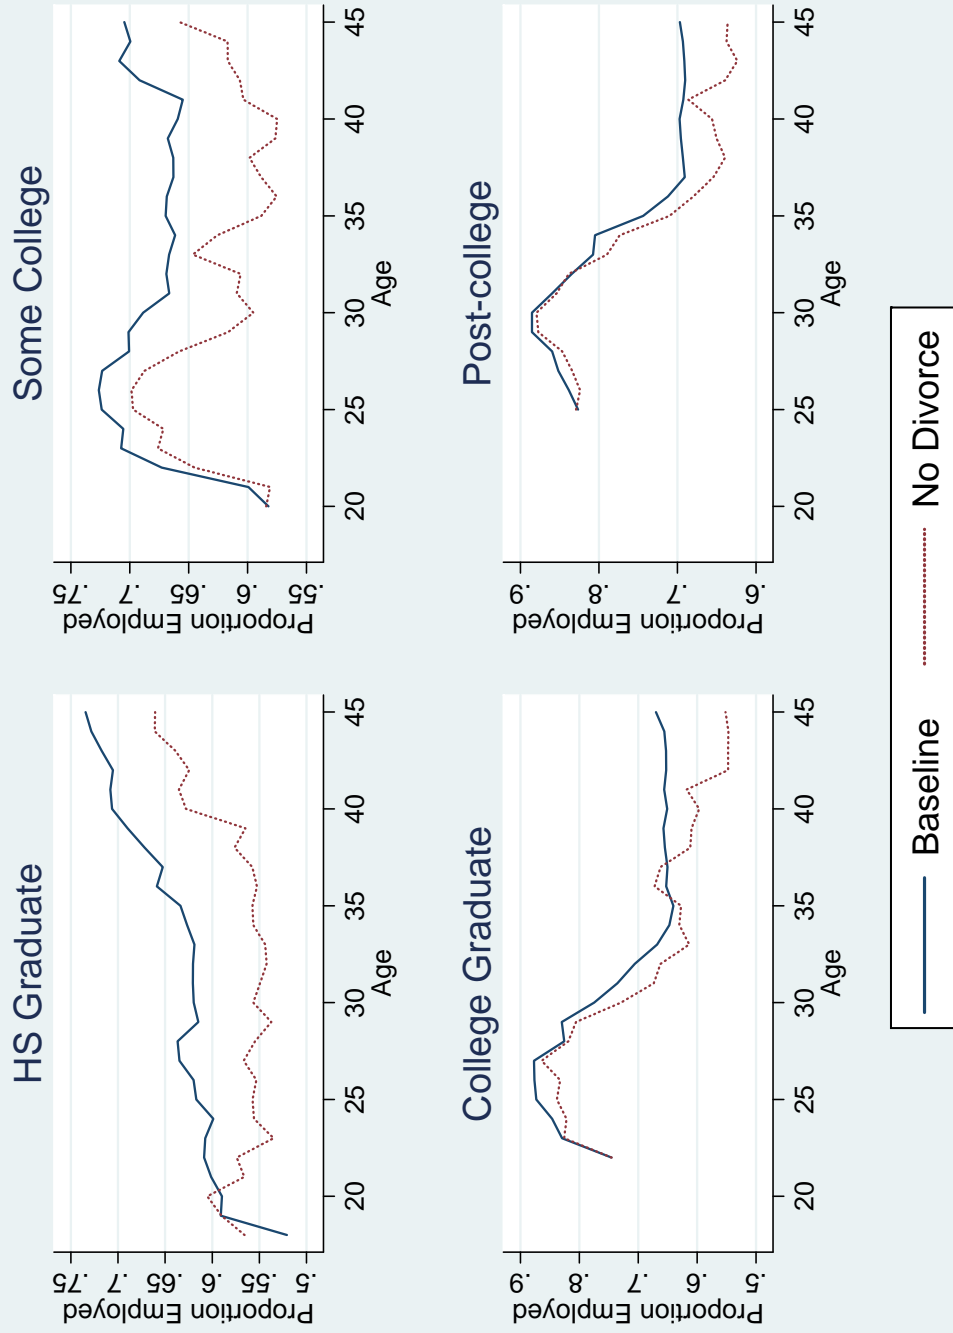 HS Graduate
Proportion Employed
.5 .55 .6 .65 .7 .75
20 25 30 35 40 45
Age
Some College
Proportion Employed
.55 .6 .65 .7 .75
20 25 30 35 40 45
Age
College Graduate
Proportion Employed
.5 .6 .7 .8 .9
20 25 30 35 40 45
Age
Post-college
Proportion Employed
.6 .7 .8 .9
20 25 30 35 40 45
Age
Baseline No Divorce